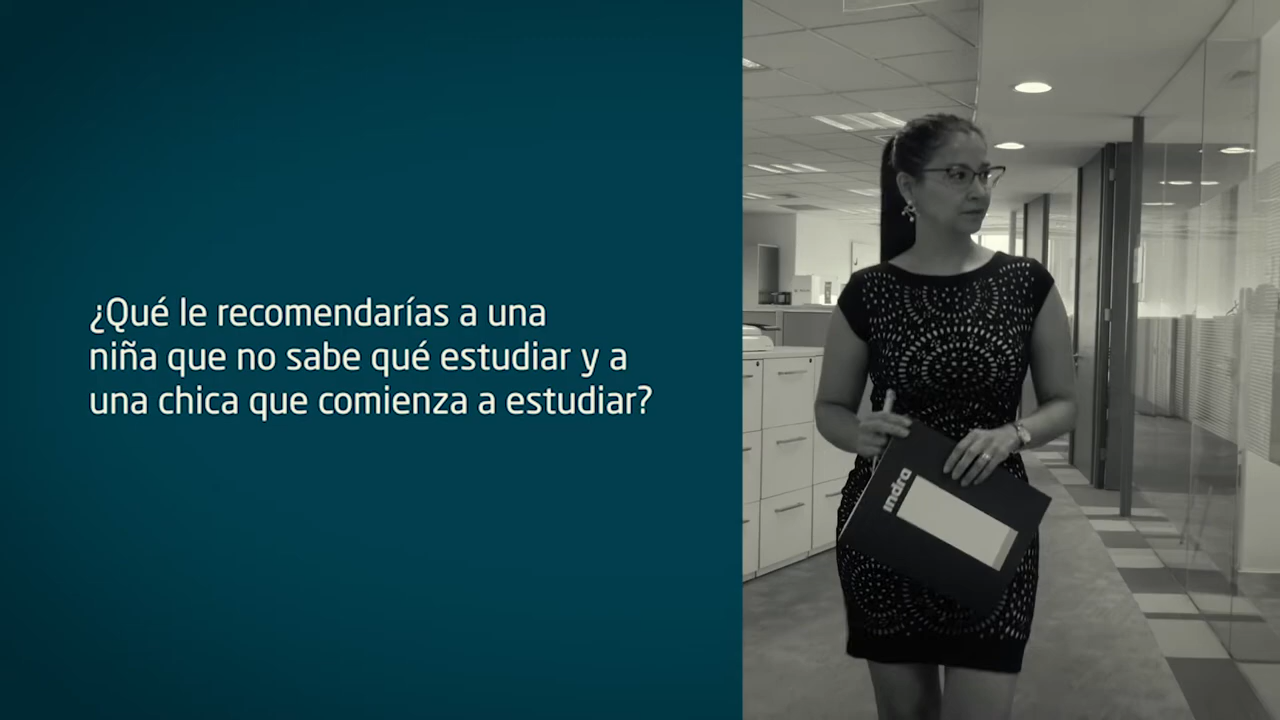 ¿Qué le recomendarías a una
niña que no sabe qué estudiar y a
una chica que comienza a estudiar?
indra